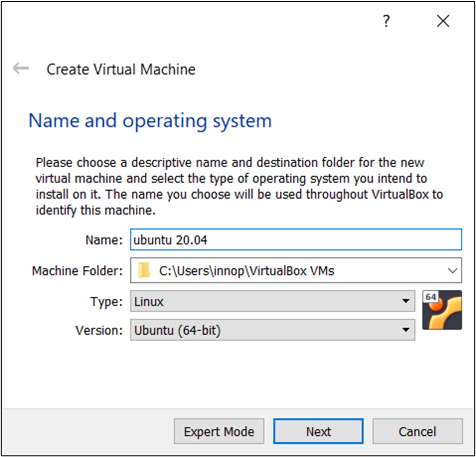 ?
Create Virtual Machine
Name and operating system
Please choose a descriptive name and destination folder for the new
virtual machine and select the type of operating system you intend to
install on it. The name you choose will be used throughout VirtualBox to
identify this machine.
Name: ubuntu 20.04
Machine Folder: C:\Users\innop\VirtualBox VMs
Type: Linux
64
Version: Ubuntu (64-bit)
Expert Mode Next Cancel